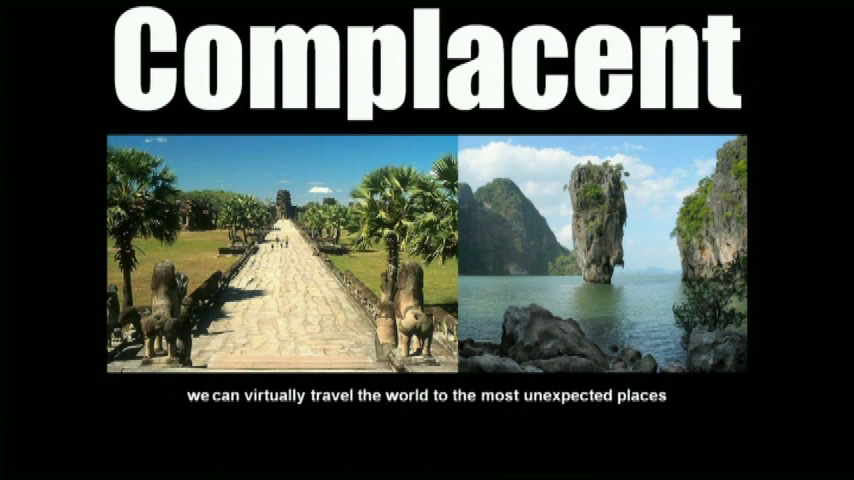 Complacent
we can virtually travel the world to the most unexpected places